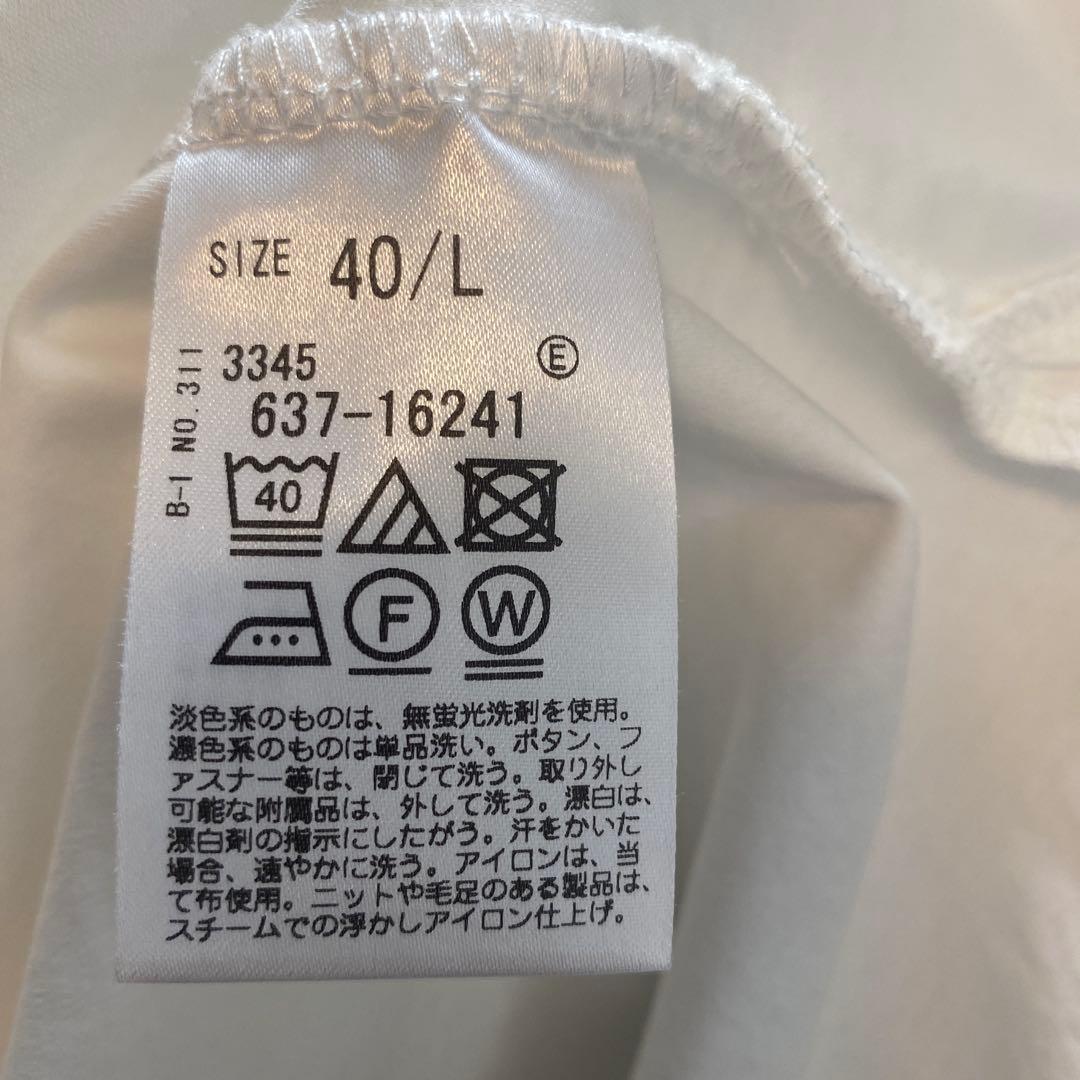 SIZE 40/L
3345 Ⓔ
637-16241
B-1 NO.311
40
F W
淡色系のものは、無蛍光洗剤を使用。
濃色系のものは単品洗い。ボタン、フ
ァスナー等は、閉じて洗う。取り外し
可能な附属品は、外して洗う。漂白は、
漂白剤の指示にしたがう。汗をかいた
場合、速やかに洗う。アイロンは、当
て布使用。ニットや毛足のある製品は、
スチームでの浮かしアイロン仕上げ。